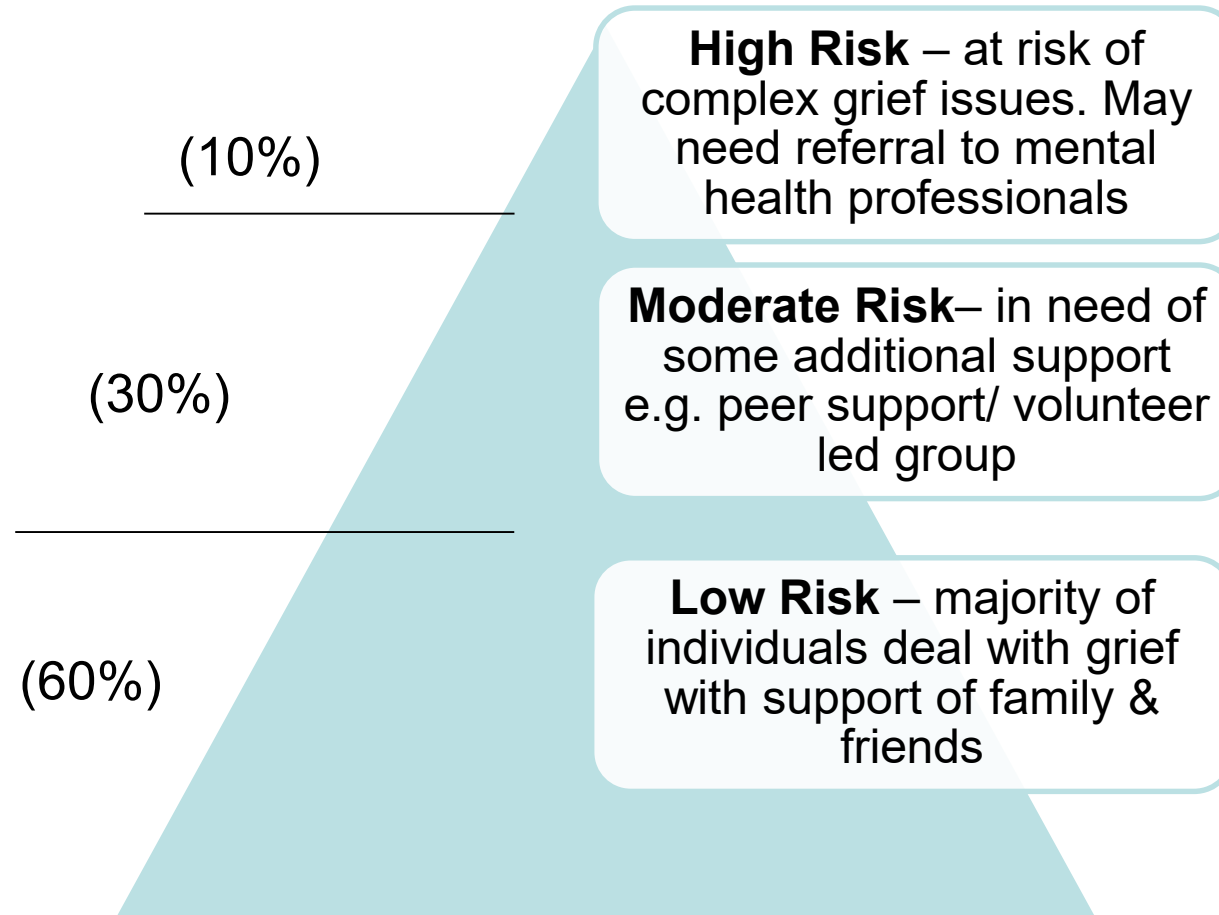 (10%)
High Risk – at risk of
complex grief issues. May
need referral to mental
health professionals
(30%)
Moderate Risk– in need of
some additional support
e.g. peer support/ volunteer
led group
(60%)
Low Risk – majority of
individuals deal with grief
with support of family &
friends